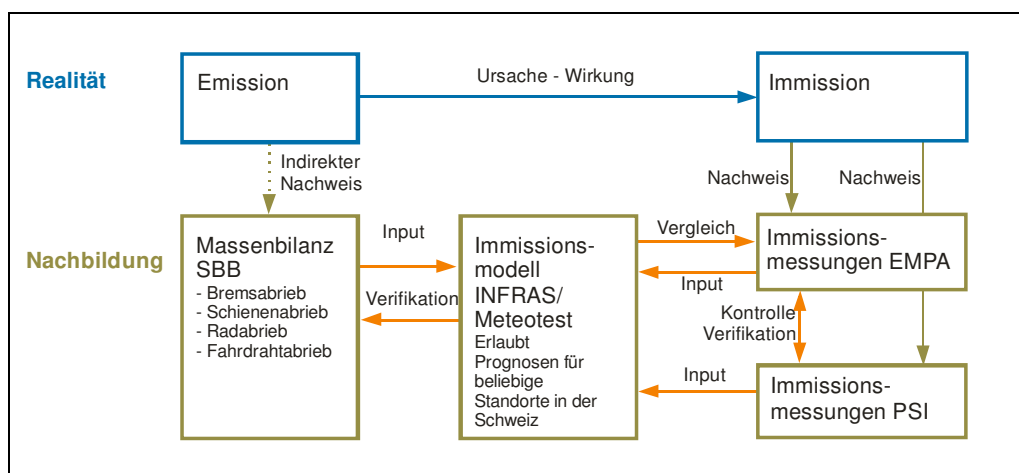 Realität
Emission
Ursache - Wirkung
Immission
Indirekter
Nachweis
Nachweis
Nachweis
Nachbildung
Massenbilanz
SBB
- Bremsabrieb
- Schienenabrieb
- Radabrieb
- Fahrdrahtabrieb
Input
Verifikation
Immissions-
modell
INFRAS/
Meteotest
Erlaubt
Prognosen für
beliebige
Standorte in der
Schweiz
Vergleich
Input
Immissions-
messungen EMPA
Kontrolle
Verifikation
Input
Immissions-
messungen PSI